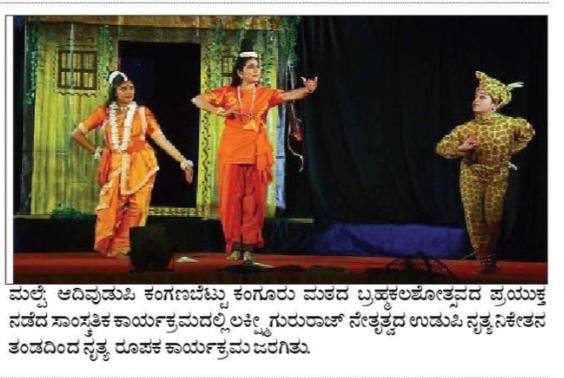 ಮಲ್ಪೆ ಆದಿವುಡುಪಿ ಕಂಗಣಬೆಟ್ಟು ಕಂಗೂರು ಮಠದ ಬ್ರಹ್ಮಕಲಶೋತ್ಸವದ ಪ್ರಯುಕ್ತ
ನಡೆದ ಸಾಂಸ್ಕೃತಿಕ ಕಾರ್ಯಕ್ರಮದಲ್ಲಿ ಲಕ್ಷ್ಮೀ ಗುರುರಾಜ್ ನೇತೃತ್ವದ ಉಡುಪಿ ನೃತ್ಯ ನಿಕೇತನ
ತಂಡದಿಂದ ನೃತ್ಯ ರೂಪಕ ಕಾರ್ಯಕ್ರಮ ಜರಗಿತು.